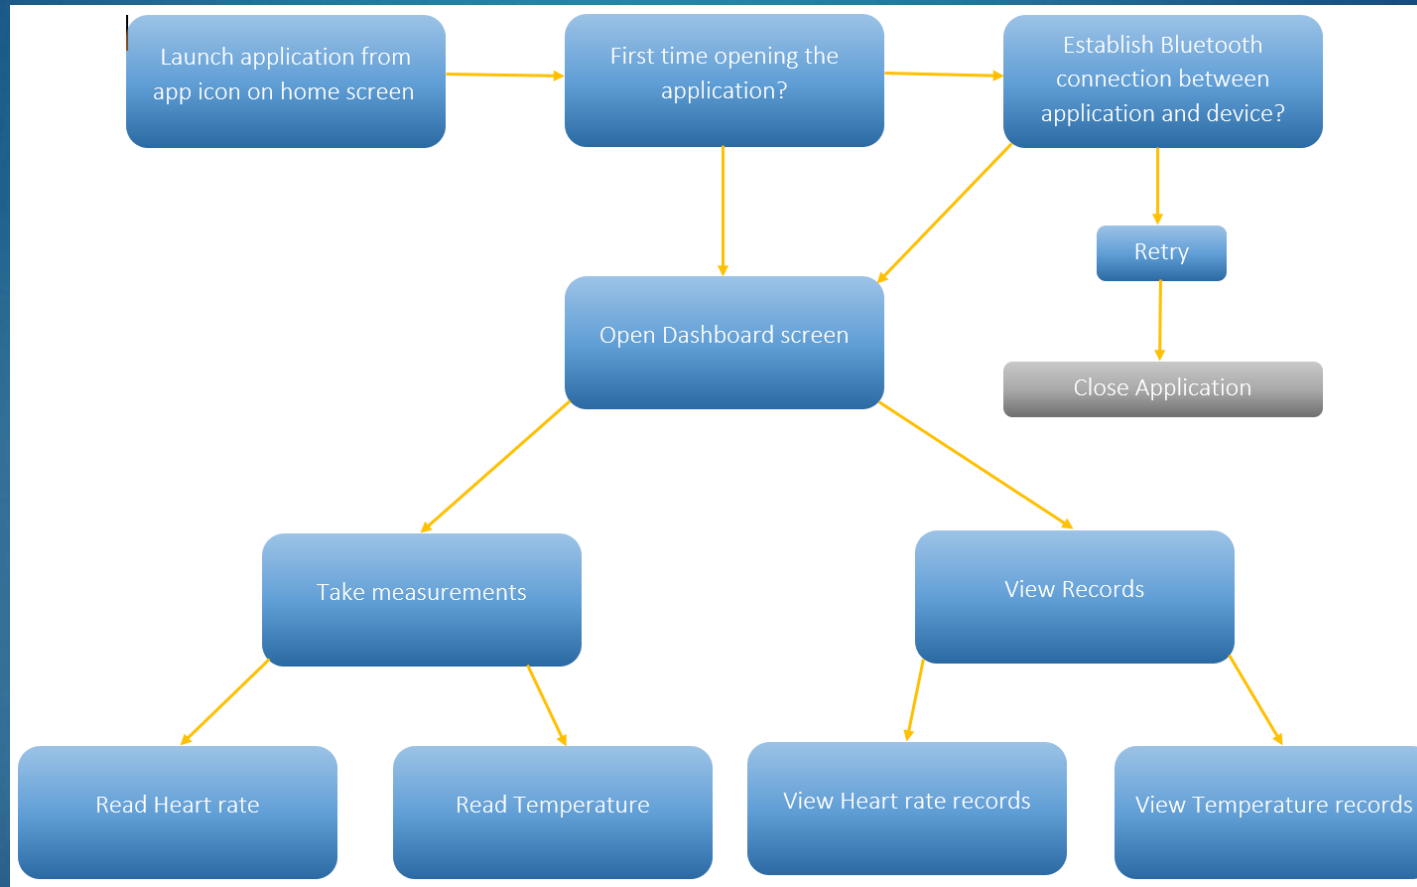 Launch application from
app icon on home screen
First time opening the
application?
Establish Bluetooth
connection between
application and device?
Retry
Open Dashboard screen
Close Application
Take measurements
View Records
Read Heart rate
Read Temperature
View Heart rate records
View Temperature records